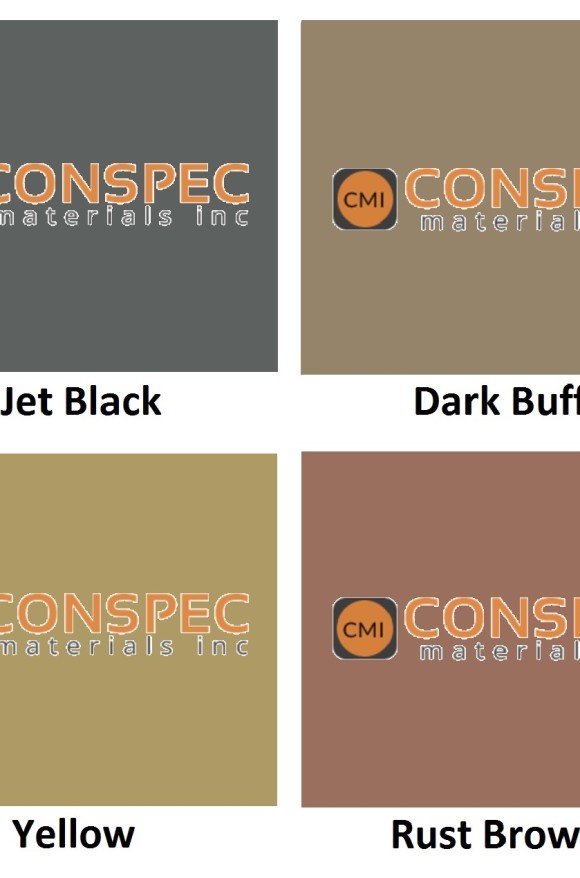 CONSPEC
materials inc
Jet Black
CMI
CONSP
material
Dark Buff
CONSPEC
materials inc
Yellow
CMI
CONSP
material
Rust Brow